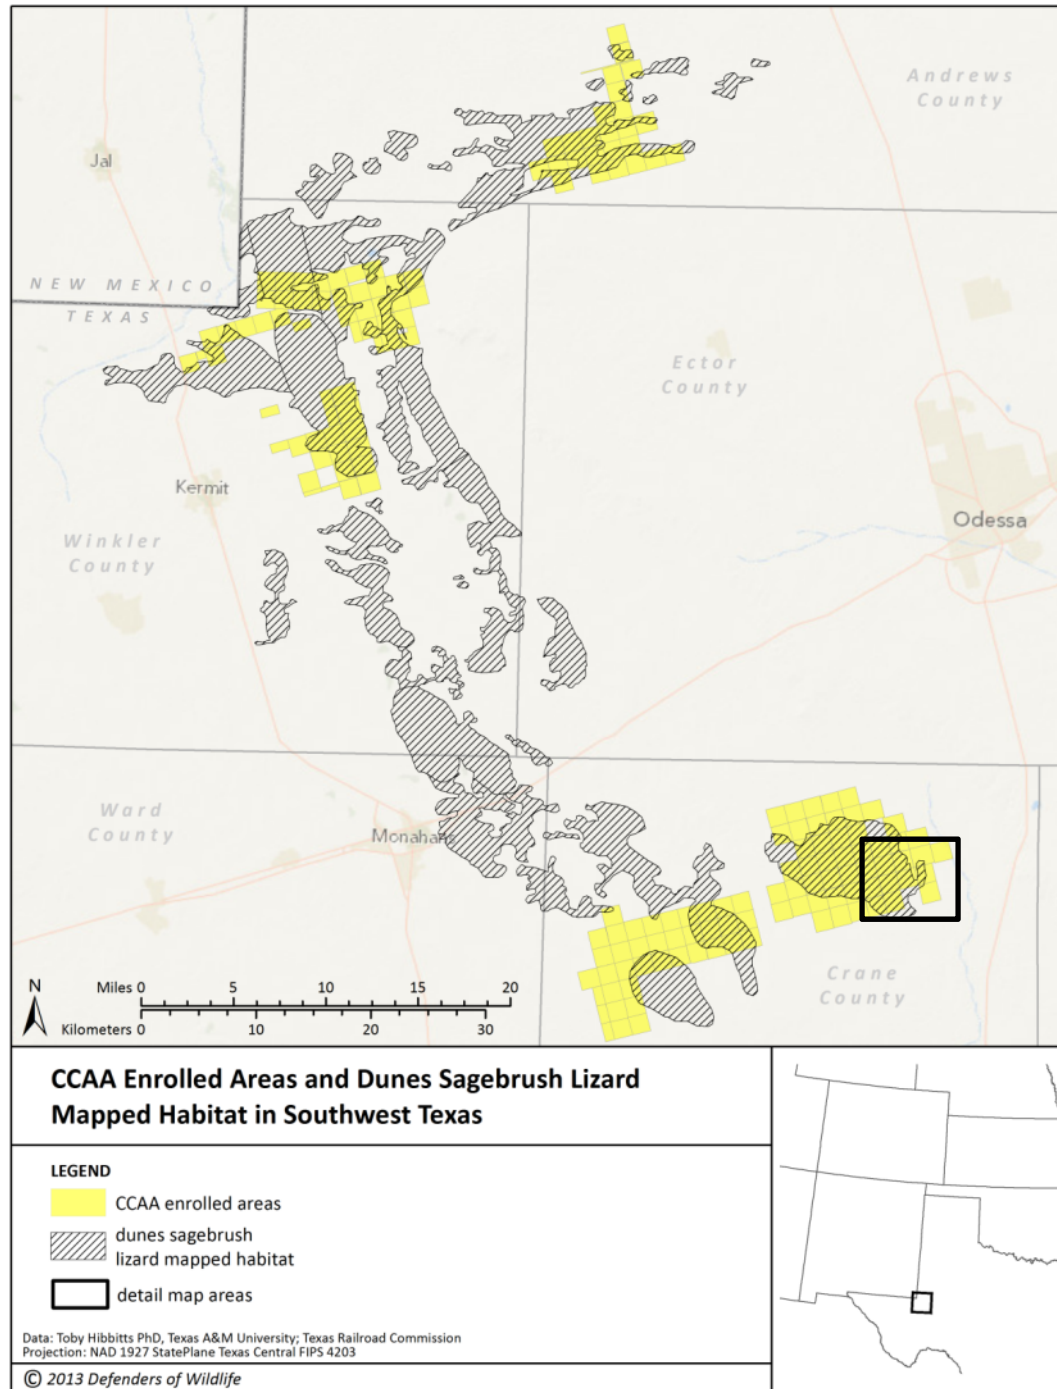 Andrews
County
Jal
NEW MEXICO
TEXAS
Ector
County
Kermit
Odessa
Winkler
County
Ward
County
Monahans
Crane
County
N
Miles 0 5 10 15 20
Kilometers 0 10 20 30
CCAA Enrolled Areas and Dunes Sagebrush Lizard
Mapped Habitat in Southwest Texas
LEGEND
CCAA enrolled areas
dunes sagebrush
lizard mapped habitat
detail map areas
Data: Toby Hibbitts PhD, Texas A&M University; Texas Railroad Commission
Projection: NAD 1927 StatePlane Texas Central FIPS 4203
© 2013 Defenders of Wildlife